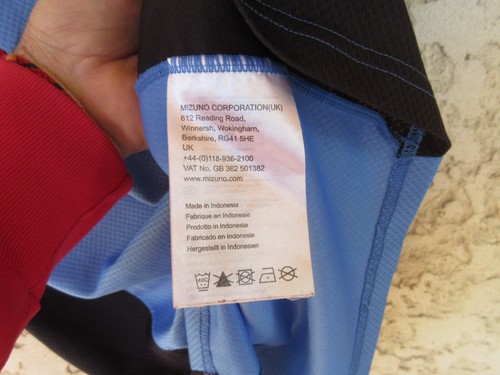 MIZUNO CORPORATION(UK)
612 Reading Road,
Winnersh, Wokingham,
Berkshire, RG41 5HE
UK
+44-(0)118-936-2100
VAT No. GB 362 501382
www.mizuno.com
Made in Indonesia
Fabrique en Indonesie
Prodotto in Indonesia
Fabricado en Indonesie
Hergestellt in Indonesien